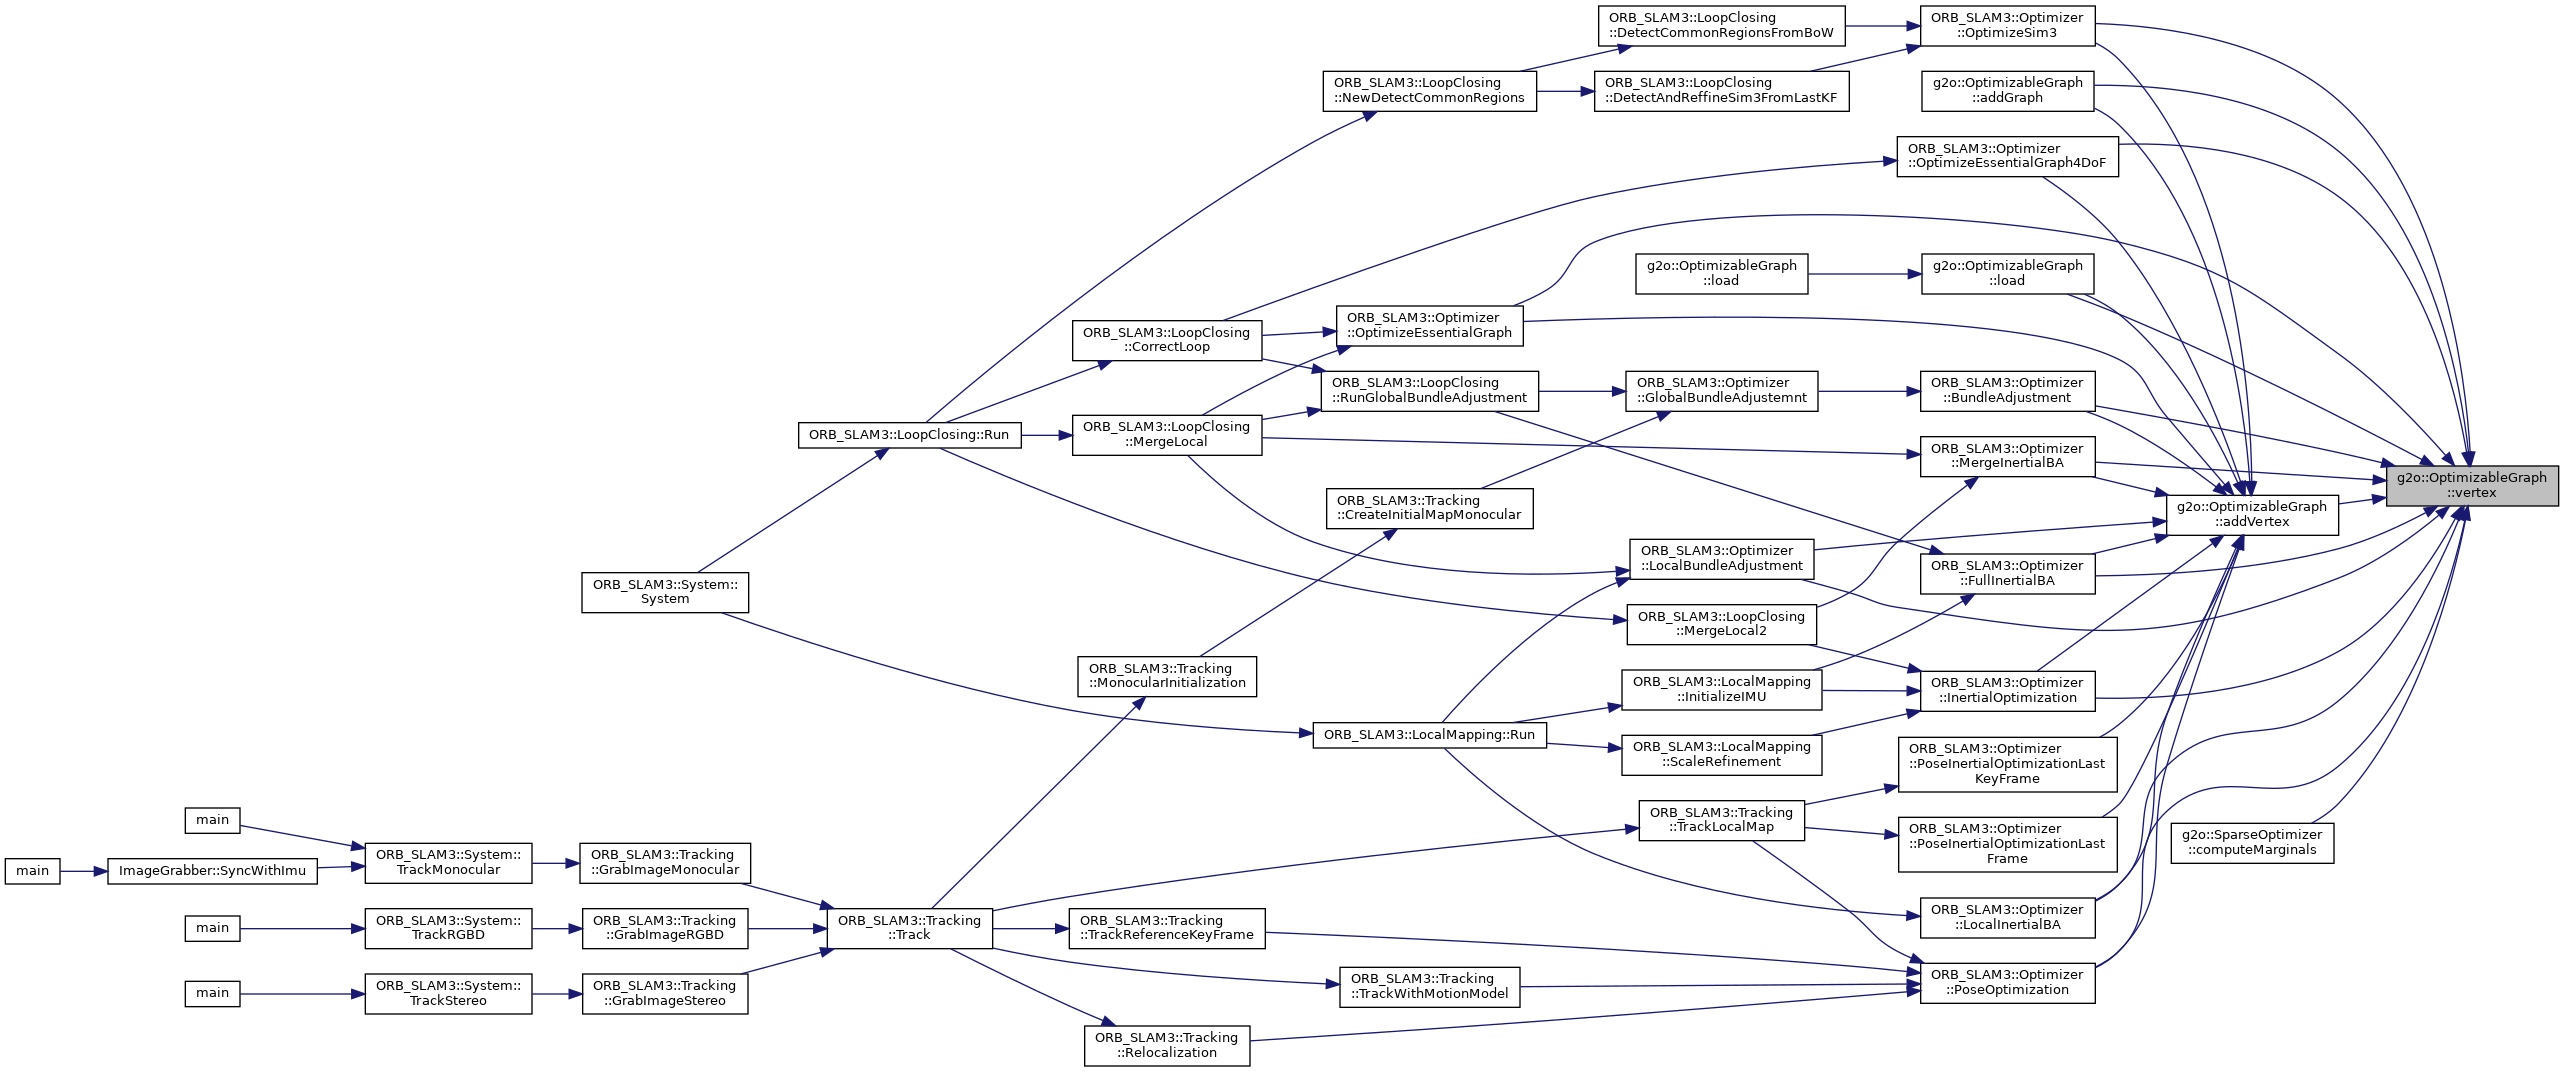 ORB_SLAM3::LoopClosing
::DetectCommonRegionsFromBoW
ORB_SLAM3::Optimizer
::OptimizeSim3
ORB_SLAM3::LoopClosing
::NewDetectCommonRegions
ORB_SLAM3::LoopClosing
::DetectAndReffineSim3FromLastKF
g2o::OptimizableGraph
::addGraph
ORB_SLAM3::Optimizer
::OptimizeEssentialGraph4DoF
g2o::OptimizableGraph
::load
g2o::OptimizableGraph
::load
ORB_SLAM3::LoopClosing
::CorrectLoop
ORB_SLAM3::Optimizer
::OptimizeEssentialGraph
ORB_SLAM3::LoopClosing
::RunGlobalBundleAdjustment
ORB_SLAM3::Optimizer
::GlobalBundleAdjustemnt
ORB_SLAM3::Optimizer
::BundleAdjustment
ORB_SLAM3::LoopClosing::Run
ORB_SLAM3::LoopClosing
::MergeLocal
ORB_SLAM3::Optimizer
::MergeInertialBA
g2o::OptimizableGraph
::vertex
ORB_SLAM3::Tracking
::CreateInitialMapMonocular
g2o::OptimizableGraph
::addVertex
ORB_SLAM3::Optimizer
::LocalBundleAdjustment
ORB_SLAM3::Optimizer
::FullInertialBA
ORB_SLAM3::System::
System
ORB_SLAM3::LoopClosing
::MergeLocal2
ORB_SLAM3::Tracking
::MonocularInitialization
ORB_SLAM3::LocalMapping
::InitializeIMU
ORB_SLAM3::Optimizer
::InertialOptimization
ORB_SLAM3::LocalMapping::Run
ORB_SLAM3::LocalMapping
::ScaleRefinement
ORB_SLAM3::Optimizer
::PoseInertialOptimizationLast
KeyFrame
main
ORB_SLAM3::Tracking
::TrackLocalMap
ORB_SLAM3::Optimizer
::PoseInertialOptimizationLast
Frame
g2o::SparseOptimizer
::computeMarginals
main
ImageGrabber::SyncWithImu
ORB_SLAM3::System::
TrackMonocular
ORB_SLAM3::Tracking
::GrabImageMonocular
main
ORB_SLAM3::System::
TrackRGBD
ORB_SLAM3::Tracking
::GrabImageRGBD
ORB_SLAM3::Tracking
::Track
ORB_SLAM3::Tracking
::TrackReferenceKeyFrame
ORB_SLAM3::Optimizer
::LocalInertialBA
main
ORB_SLAM3::System::
TrackStereo
ORB_SLAM3::Tracking
::GrabImageStereo
ORB_SLAM3::Tracking
::TrackWithMotionModel
ORB_SLAM3::Optimizer
::PoseOptimization
ORB_SLAM3::Tracking
::Relocalization